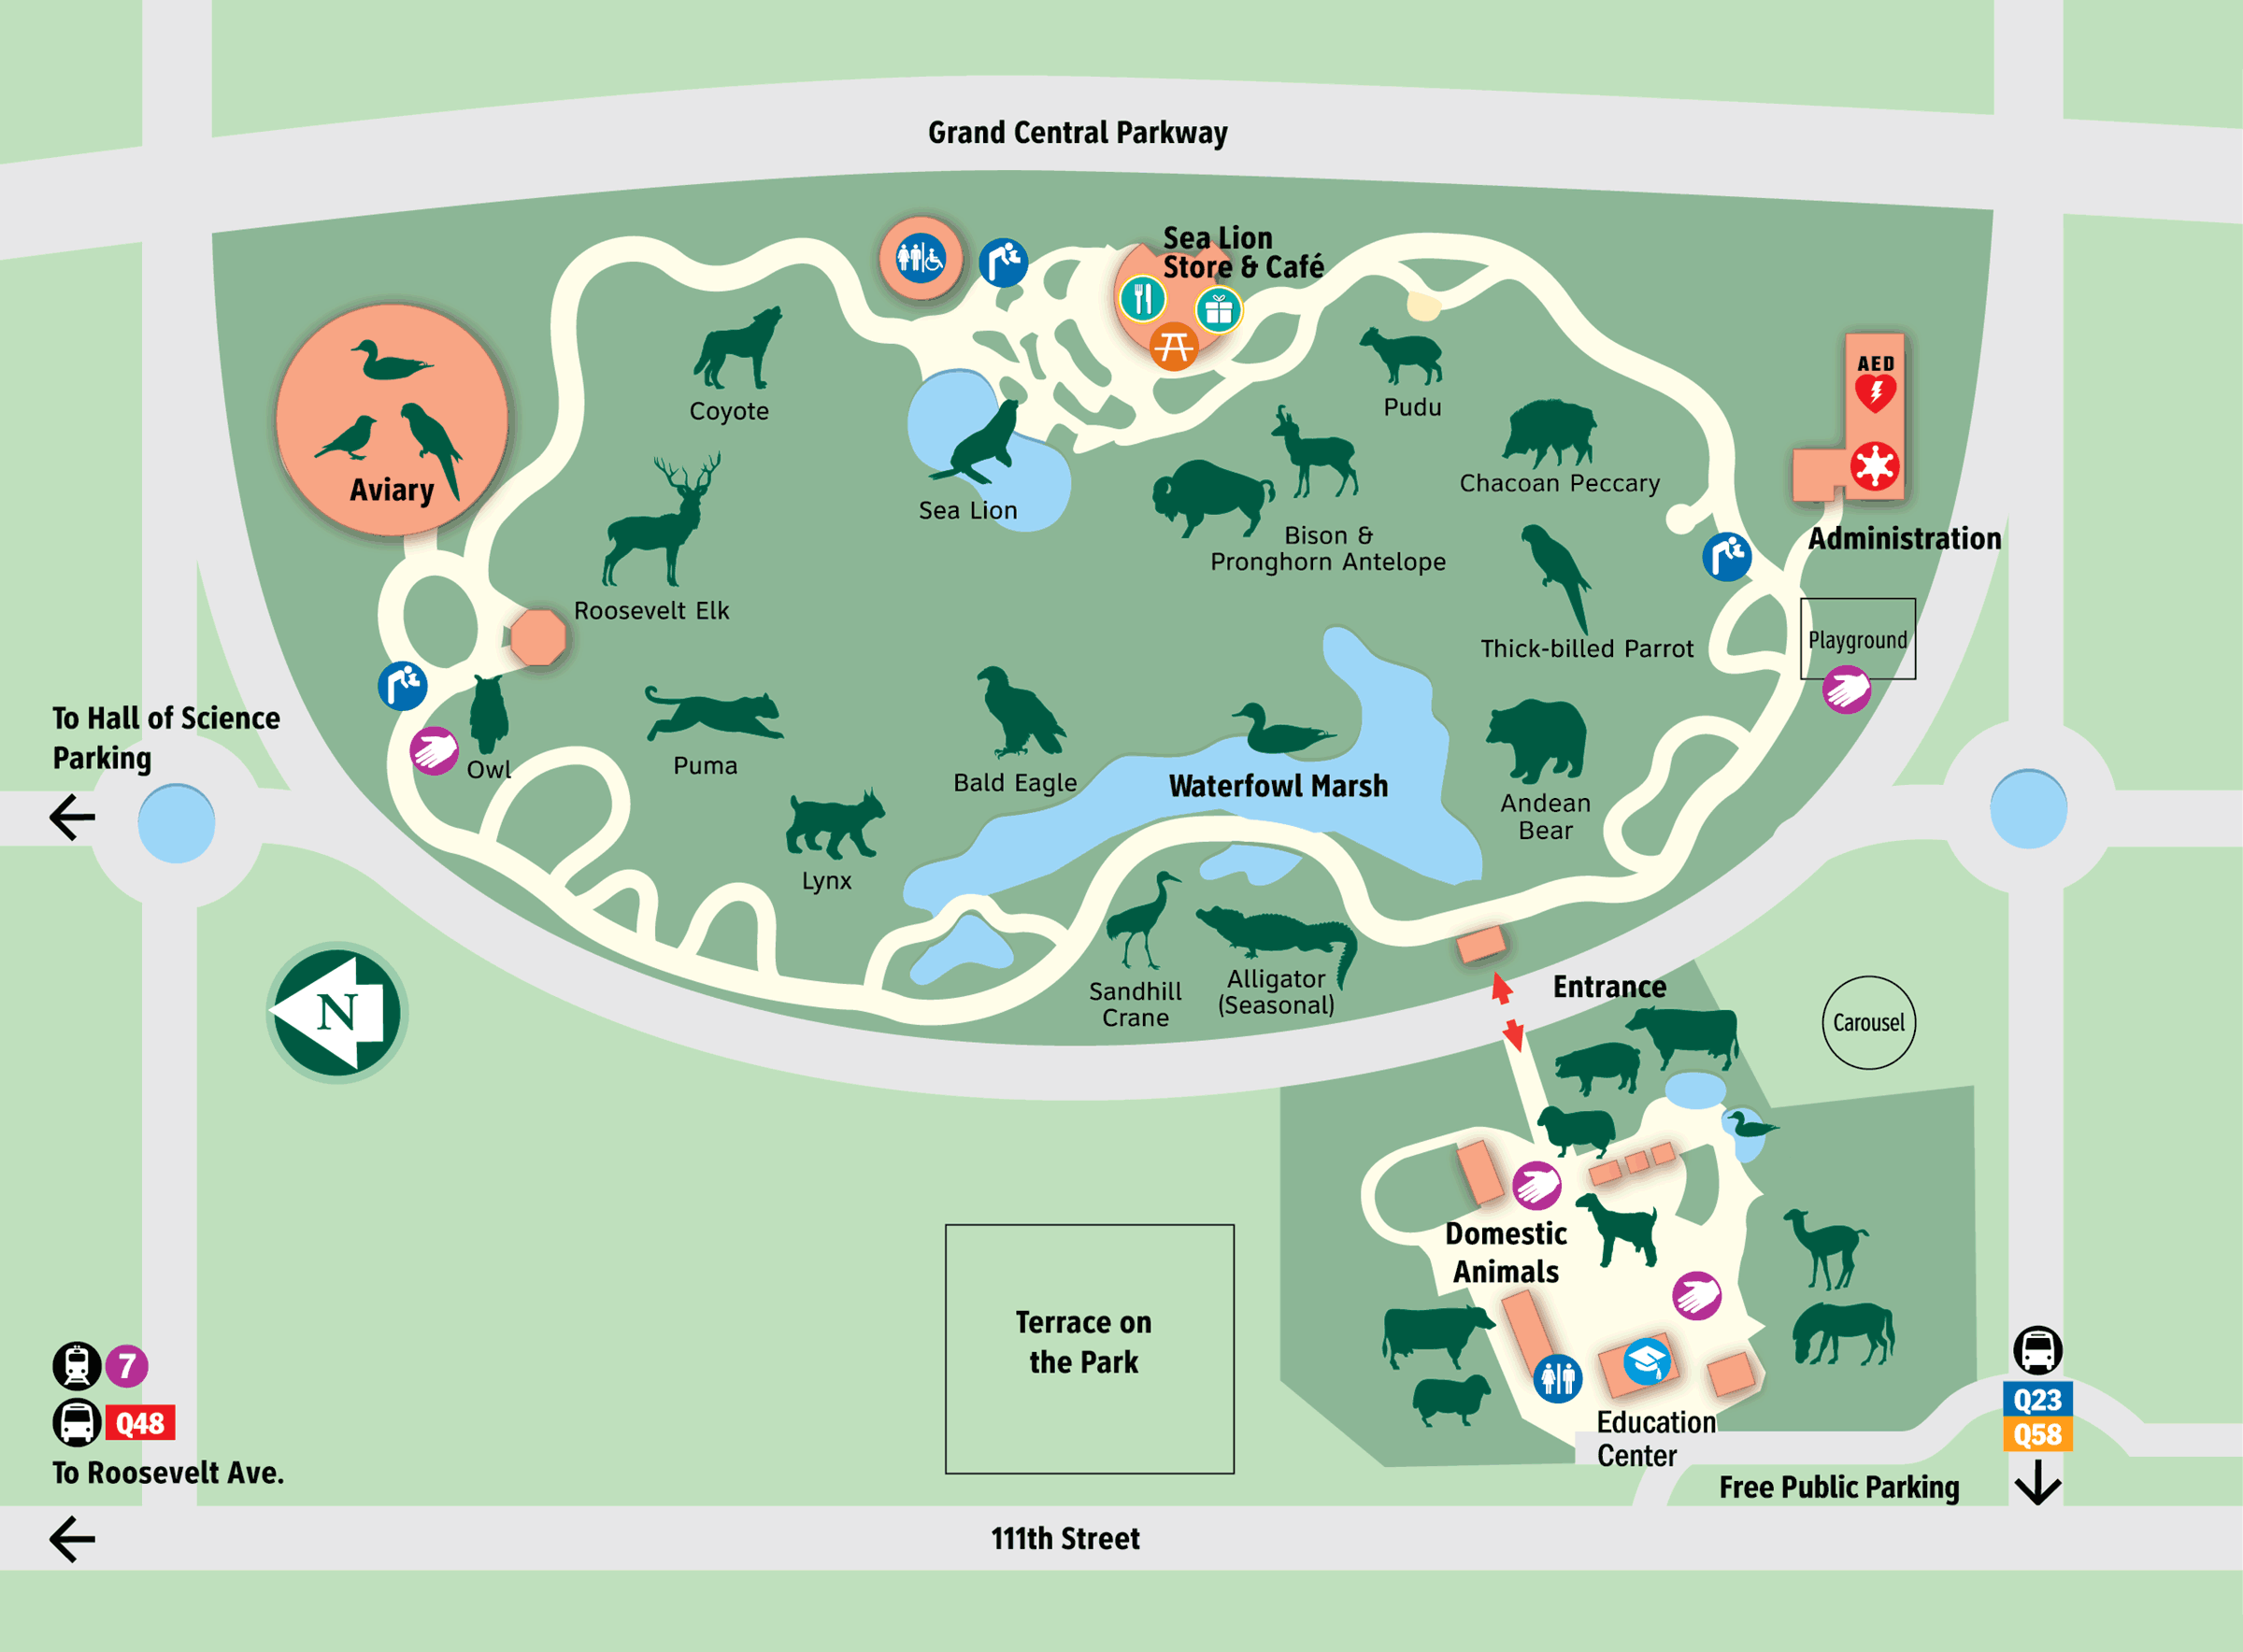 Grand Central Parkway
Sea Lion
Store & Café
AED
Coyote
Pudu
Aviary
Sea Lion
Chacoan Peccary
Bison &
Pronghorn Antelope
Administration
Roosevelt Elk
Thick-billed Parrot
Playground
To Hall of Science
Parking
Owl
Puma
Bald Eagle
Waterfowl Marsh
Andean
Bear
Lynx
Sandhill
Crane
Alligator
(Seasonal)
Entrance
N
Carousel
Domestic
Animals
Terrace on
the Park
7
Q48
To Roosevelt Ave.
Education
Center
Q23
Q58
Free Public Parking
111th Street